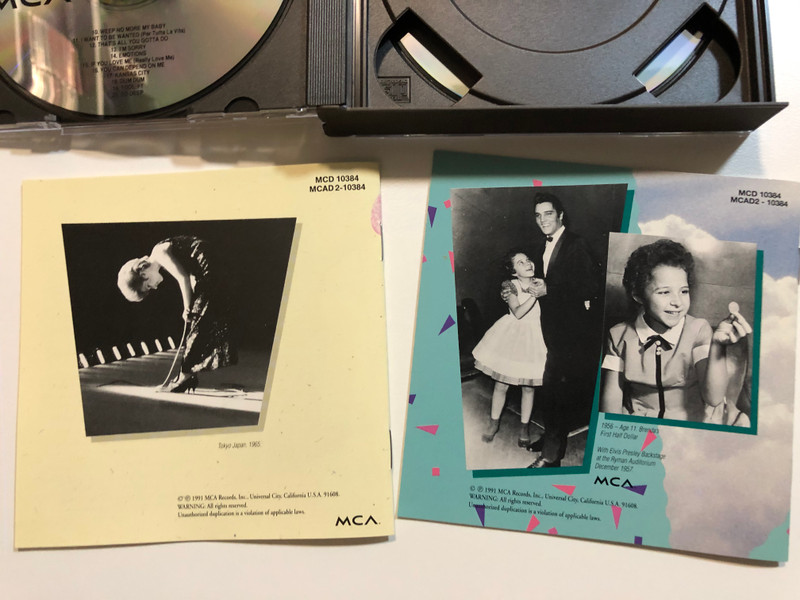 MCA
10. WEEP NO MORE MY BABY
11. I WANT TO BE WANTED (Per Tutta La Vita)
12. THAT'S ALL YOU GOTTA DO
13. I'M SORRY
14. EMOTIONS
15. IF YOU LOVE ME (Really Love Me)
16. YOU CAN DEPEND ON ME
17. KANSAS CITY
18. DUM DUM
MCD 10384
MCAD 2-10384
Tokyo Japan, 1965.
© ℗ 1991 MCA Records, Inc., Universal City, California U.S.A. 91608.
WARNING: All rights reserved.
Unauthorized duplication is a violation of applicable laws.
MCA
MCD 10384
MCAD2 - 10384
1956 – Age 11: Brenda's
First Half Dollar
With Elvis Presley Backstage
at the Ryman Auditorium
December 1957.
MCA
© ℗ 1991 MCA Records, Inc., Universal City, California U.S.A. 91608.
WARNING: All rights reserved.
Unauthorized duplication is a violation of applicable laws.